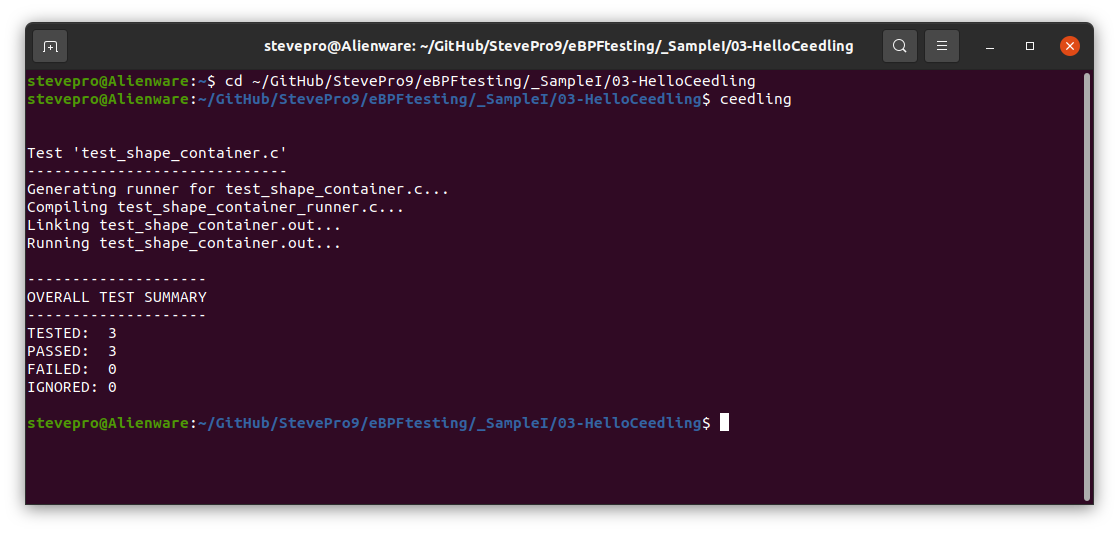 stevepro@Alienware: ~/GitHub/StevePro9/eBPFtesting/_SampleI/03-HelloCeedling
stevepro@Alienware:~$ cd ~/GitHub/StevePro9/eBPFtesting/_SampleI/03-HelloCeedling
stevepro@Alienware:~/GitHub/StevePro9/eBPFtesting/_SampleI/03-HelloCeedling$ ceedling
Test 'test_shape_container.c'
-----------------------------
Generating runner for test_shape_container.c...
Compiling test_shape_container_runner.c...
Linking test_shape_container.out...
Running test_shape_container.out...
--------------------
OVERALL TEST SUMMARY
--------------------
TESTED:  3
PASSED:  3
FAILED:  0
IGNORED: 0
stevepro@Alienware:~/GitHub/StevePro9/eBPFtesting/_SampleI/03-HelloCeedling$